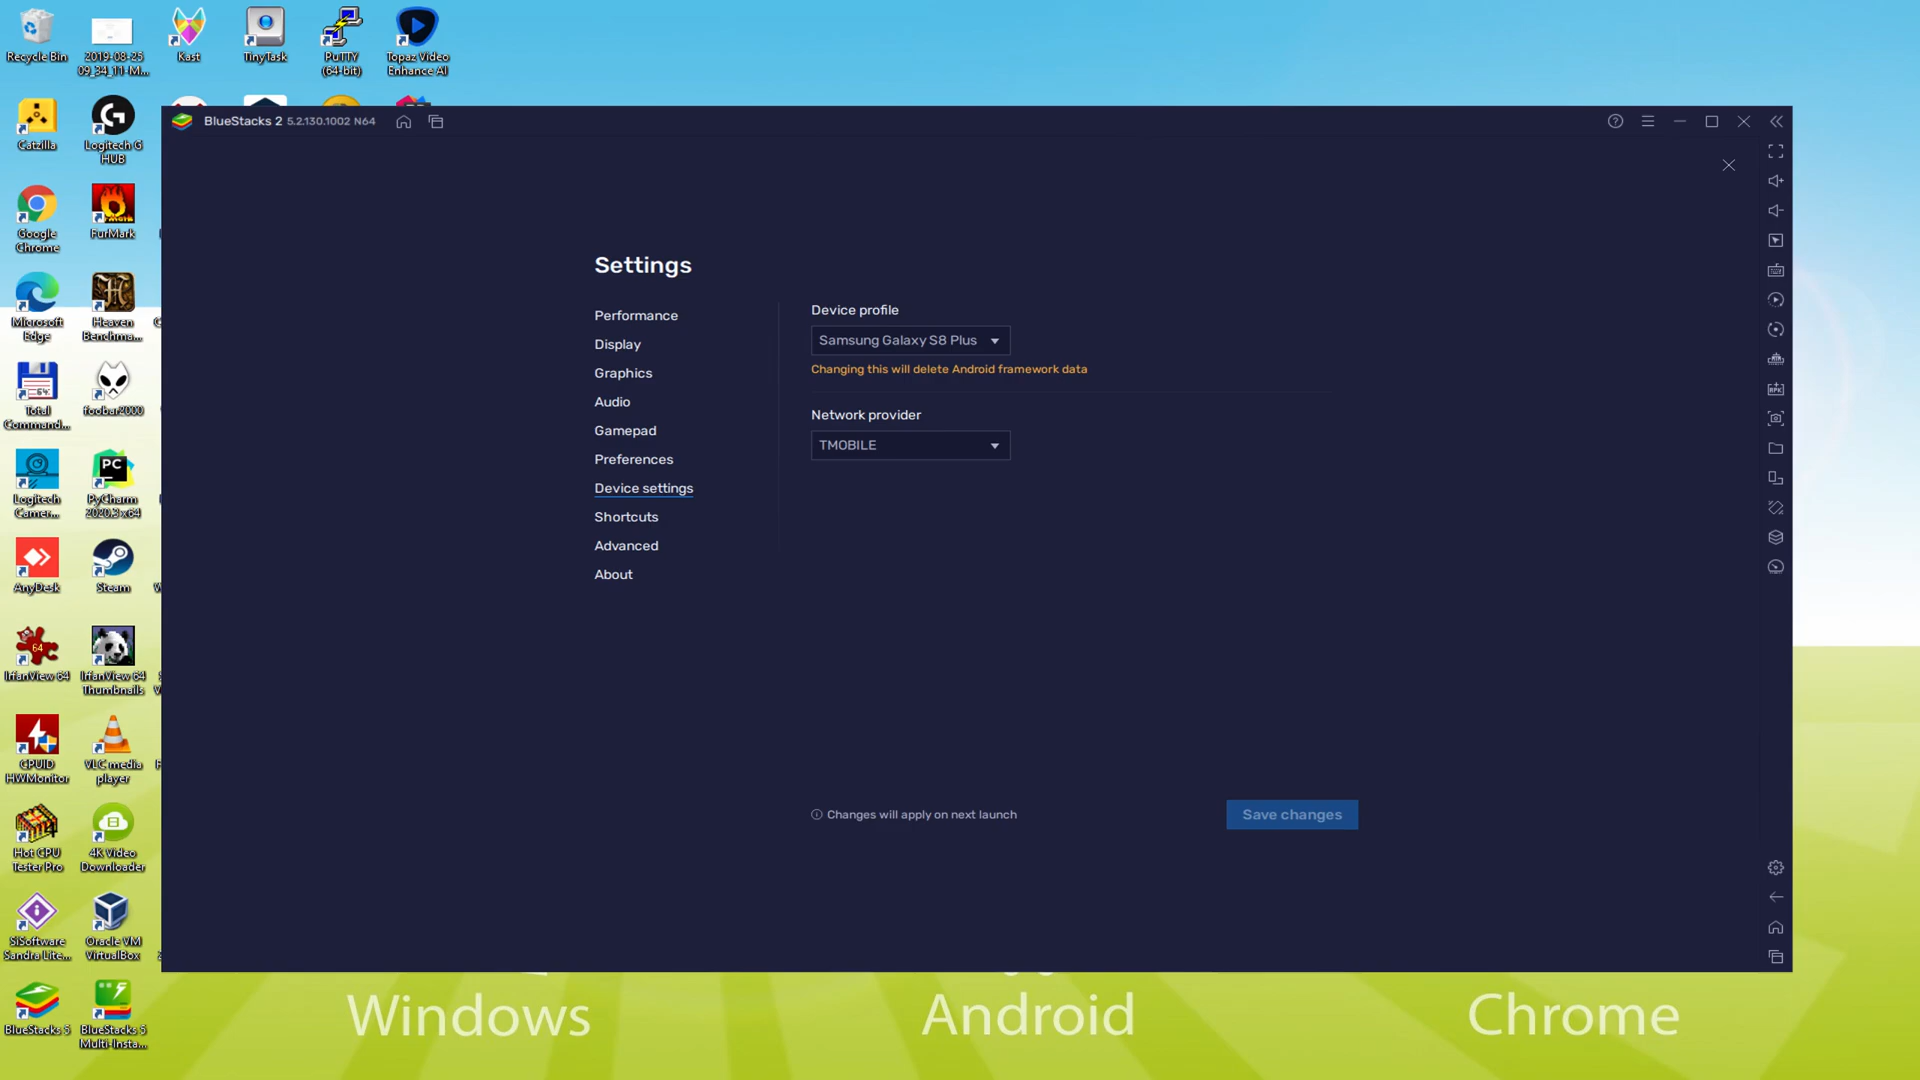 Recycle Bin
2019-08-25
09_34_11-M...
Kast
TinyTask
PuTTY
(64-bit)
Topaz Video
Enhance AI
Catzilla
Logitech G
HUB
Google
Chrome
FurMark
Microsoft
Edge
Heaven
Benchma...
Total
Command...
foobar2000
Logitech
Camer...
PyCharm
2020.3 x64
AnyDesk
Steam
IrfanView 64
IrfanView 64
Thumbnails
CPUID
HWMonitor
VLC media
player
Hot CPU
Tester Pro
4K Video
Downloader
SiSoftware
Sandra Lite...
Oracle VM
VirtualBox
BlueStacks 5
BlueStacks 5
Multi-Insta...
BlueStacks 2 5.2.130.1002 N64
Settings
Performance
Display
Graphics
Audio
Gamepad
Preferences
Device settings
Shortcuts
Advanced
About
Device profile
Samsung Galaxy S8 Plus
Changing this will delete Android framework data
Network provider
TMOBILE
Changes will apply on next launch
Save changes
Windows
Android
Chrome